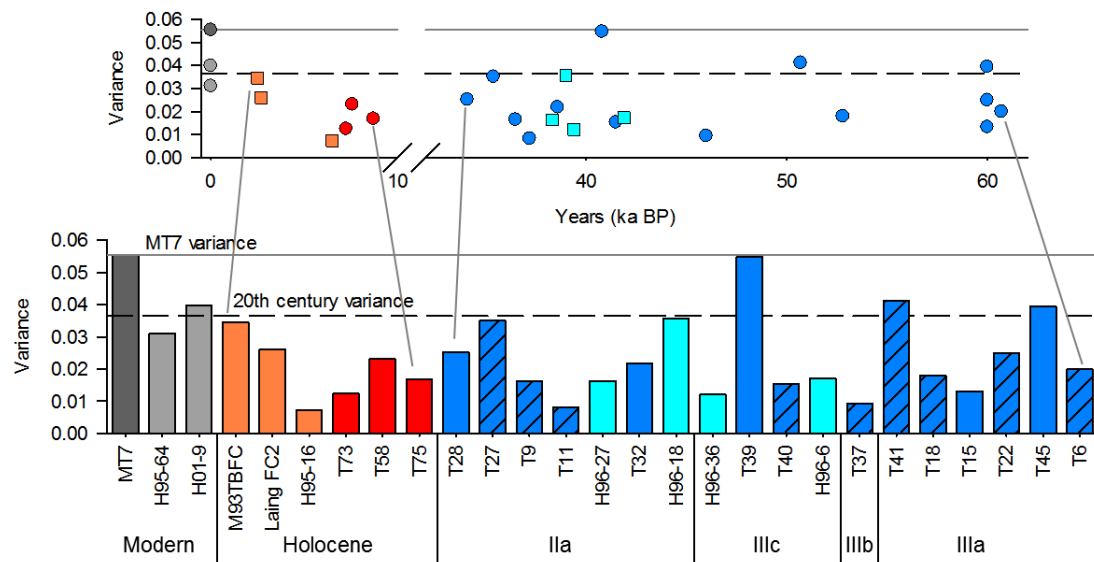 0.06
0.05
0.04
0.03
0.02
0.01
0.00
Variance
0 10 40 50 60
Years (ka BP)
0.06
0.05
0.04
0.03
0.02
0.01
0.00
Variance
MT7 variance
20th century variance
MT7
H95-64
H01-9
M93TBFC
Laing FC2
H95-16
T73
T58
T75
T28
T27
T9
T11
H96-27
T32
H96-18
H96-36
T39
T40
H96-6
T37
T41
T18
T15
T22
T45
T6
Modern Holocene IIa IIIc IIIb IIIa